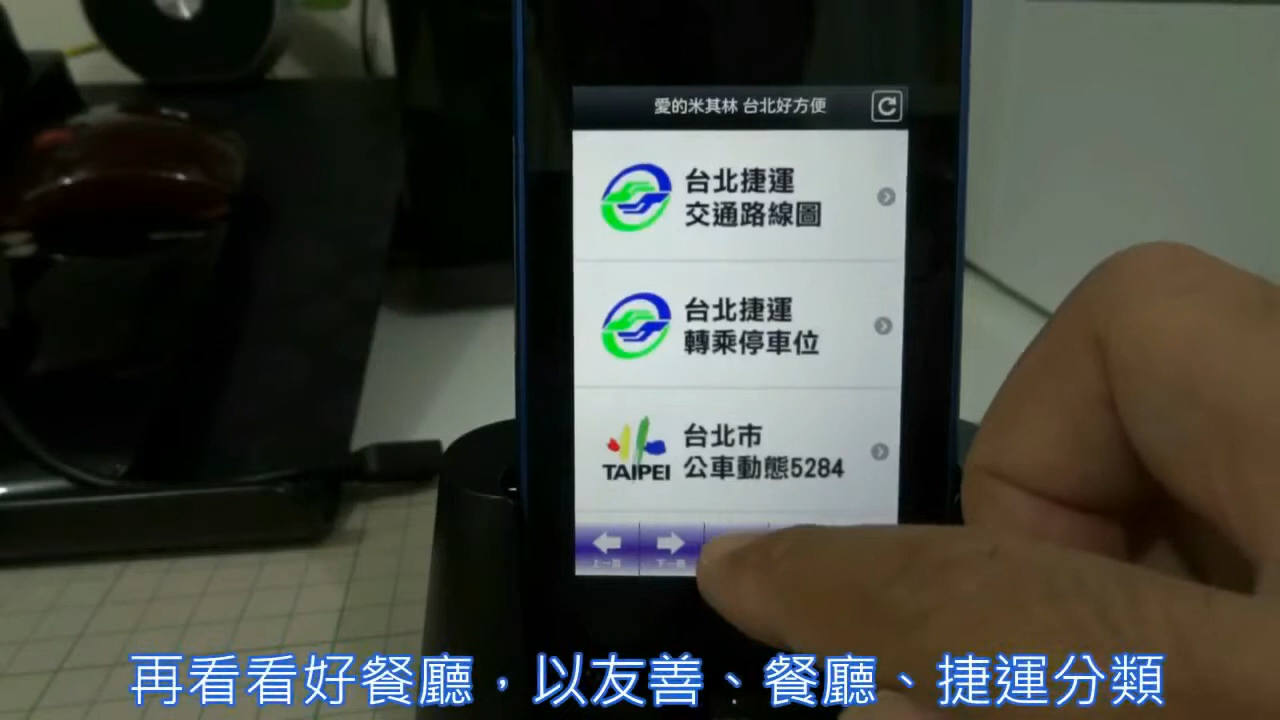 愛的米其林 台北好方便
台北捷運
交通路線圖
台北捷運
轉乘停車位
TAIPEI
台北市
公車動態5284
再看看好餐廳，以友善、餐廳、捷運分類